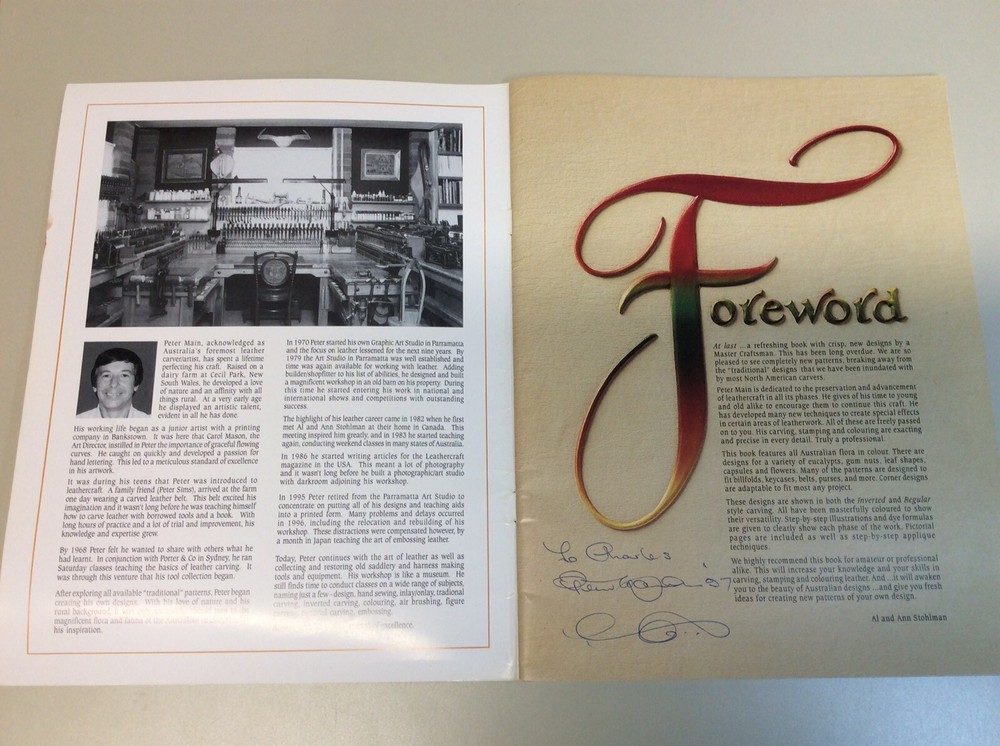 Peter Main, acknowledged as
Australia's foremost leather
carver/artist, has spent a lifetime
perfecting his craft. Raised on a
dairy farm at Cecil Park, New
South Wales, he developed a love
of nature and an affinity with all
things rural. At a very early age
he displayed an artistic talent,
evident in all he has done.
His working life began as a junior artist with a printing
company in Bankstown. It was here that Carol Mason, the
Art Director, instilled in Peter the importance of graceful flowing
curves. He caught on quickly and developed a passion for
hand lettering. This led to a meticulous standard of excellence
in his artwork.
It was during his teens that Peter was introduced to
leathercraft. A family friend (Peter Sims), arrived at the farm
one day wearing a carved leather belt. This belt excited his
imagination and it wasn't long before he was teaching himself
how to carve leather with borrowed tools and a book. With
long hours of practice and a lot of trial and improvement, his
knowledge and expertise grew.
By 1968 Peter felt he wanted to share with others what he
had learnt. In conjunction with Porter & Co in Sydney, he ran
Saturday classes teaching the basics of leather carving. It
was through this venture that his tool collection began.
After exploring all available "traditional" patterns, Peter began
creating his own designs. With his love of nature and his
rural background, it was
magnificent flora and fauna of
his inspiration.
In 1970 Peter started his own Graphic Art Studio in Parramatta
and the focus on leather lessened for the next nine years. By
1979 the Art Studio in Parramatta was well established and
time was again available for working with leather. Adding
builder/shopfitter to his list of abilities, he designed and built
a magnificent workshop in an old barn on his property. During
this time he started entering his work in national and
international shows and competitions with outstanding
success.
The highlight of his leather career came in 1982 when he first
met Al and Ann Stohlman at their home in Canada. This
meeting inspired him greatly, and in 1983 he started teaching
again, conducting weekend classes in many states of Australia.
In 1986 he started writing articles for the Leathercraft
magazine in the USA. This meant a lot of photography
and it wasn't long before he built a photographic/art studio
with darkroom adjoining his workshop.
In 1995 Peter retired from the Parramatta Art Studio to
concentrate on putting all of his designs and teaching aids
into a printed form. Many problems and delays occurred
in 1996, including the relocation and rebuilding of his
workshop. These distractions were compensated however, by
a month in Japan teaching the art of embossing leather.
Today, Peter continues with the art of leather as well as
collecting and restoring old saddlery and harness making
tools and equipment. His workshop is like a museum. He
still finds time to conduct classes on a wide range of subjects,
naming just a few - design, hand sewing, inlay/onlay, tradional
carving, inverted carving, colouring, air brushing, figure
carving, embossing
of excellence.
Foreword
At last ...a refreshing book with crisp, new designs by a
Master Craftsman. This has been long overdue. We are so
pleased to see completely new patterns, breaking away from
the "traditional" designs that we have been inundated with
by most North American carvers.
Peter Main is dedicated to the preservation and advancement
of leathercraft in all its phases. He gives of his time to young
and old alike to encourage them to continue this craft. He
has developed many new techniques to create special effects
in certain areas of leatherwork. All of these are freely passed
on to you. His carving, stamping and colouring are exacting
and precise in every detail. Truly a professional.
This book features all Australian flora in colour. There are
designs for a variety of eucalypts, gum nuts, leaf shapes,
capsules and flowers. Many of the patterns are designed to
fit billfolds, keycases, belts, purses, and more. Corner designs
are adaptable to fit most any project.
These designs are shown in both the Inverted and Regular
style carving. All have been masterfully coloured to show
their versatility. Step-by-step illustrations and dye formulas
are given to clearly show each phase of the work. Pictorial
pages are included as well as step-by-step applique
techniques.
We highly recommend this book for amateur or professional
alike. This will increase your knowledge and your skills in
carving, stamping and colouring leather. And...it will awaken
you to the beauty of Australian designs ...and give you fresh
ideas for creating new patterns of your own design.
Al and Ann Stohlman
To Charles
'07